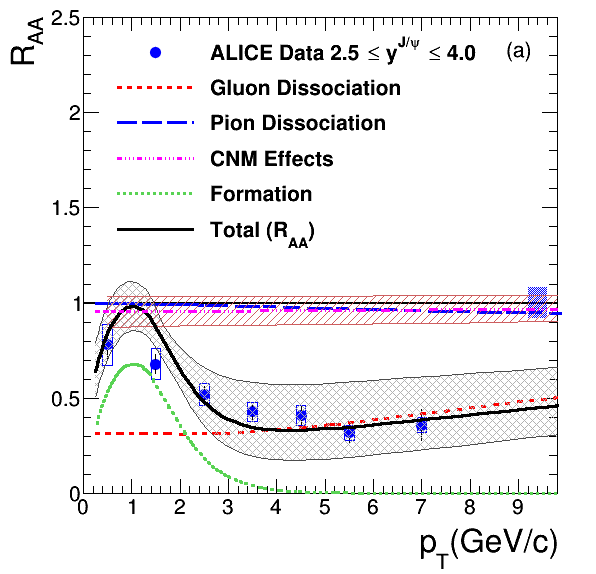 R_AA
2.5
2
1.5
1
0.5
0
ALICE Data 2.5 ≤ y^J/ψ ≤ 4.0 (a)
Gluon Dissociation
Pion Dissociation
CNM Effects
Formation
Total (R_AA)
0 1 2 3 4 5 6 7 8 9
p_T(GeV/c)